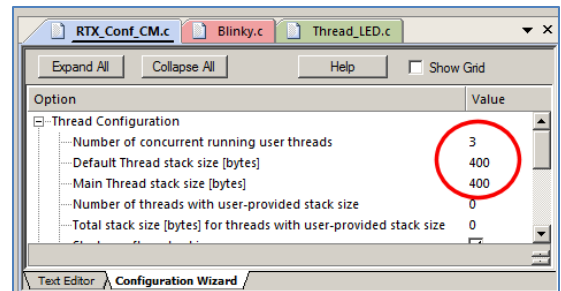 RTX_Conf_CM.c Blinky.c Thread_LED.c
Expand All Collapse All Help Show Grid
Option Value
Thread Configuration
Number of concurrent running user threads 3
Default Thread stack size [bytes] 400
Main Thread stack size [bytes] 400
Number of threads with user-provided stack size 0
Total stack size [bytes] for threads with user-provided stack size 0
Text Editor Configuration Wizard